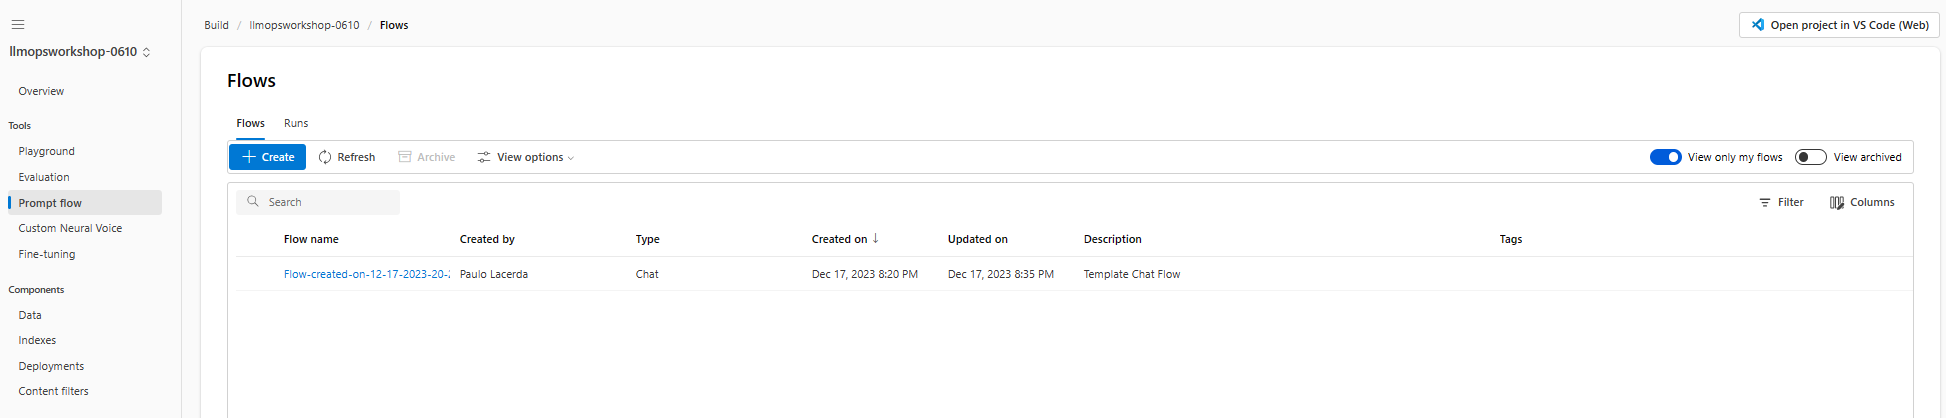 Build / llmopsworkshop-0610 / Flows
Open project in VS Code (Web)
llmopsworkshop-0610
Overview
Tools
Playground
Evaluation
Prompt flow
Custom Neural Voice
Fine-tuning
Components
Data
Indexes
Deployments
Content filters
Flows
Flows Runs
Create Refresh Archive View options View only my flows View archived
Search Filter Columns
Flow name Created by Type Created on ↓ Updated on Description Tags
Flow-created-on-12-17-2023-20- Paulo Lacerda Chat Dec 17, 2023 8:20 PM Dec 17, 2023 8:35 PM Template Chat Flow